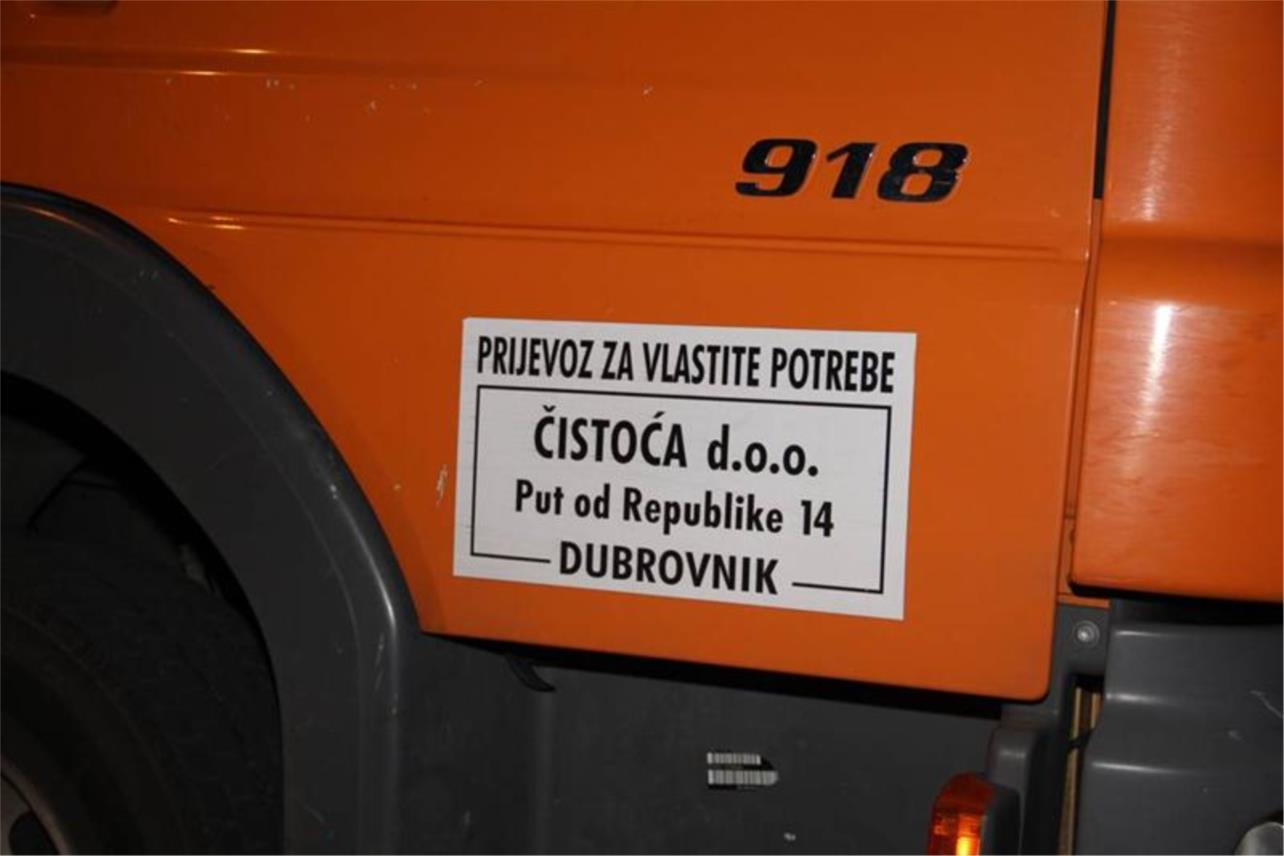 918
PRIJEVOZ ZA VLASTITE POTREBE
ČISTOĆA d.o.o.
Put od Republike 14
DUBROVNIK